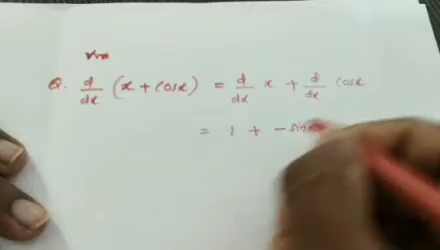 Q. d/dx (x + cosx) = d/dx x + d/dx cosx
= 1 + - sin